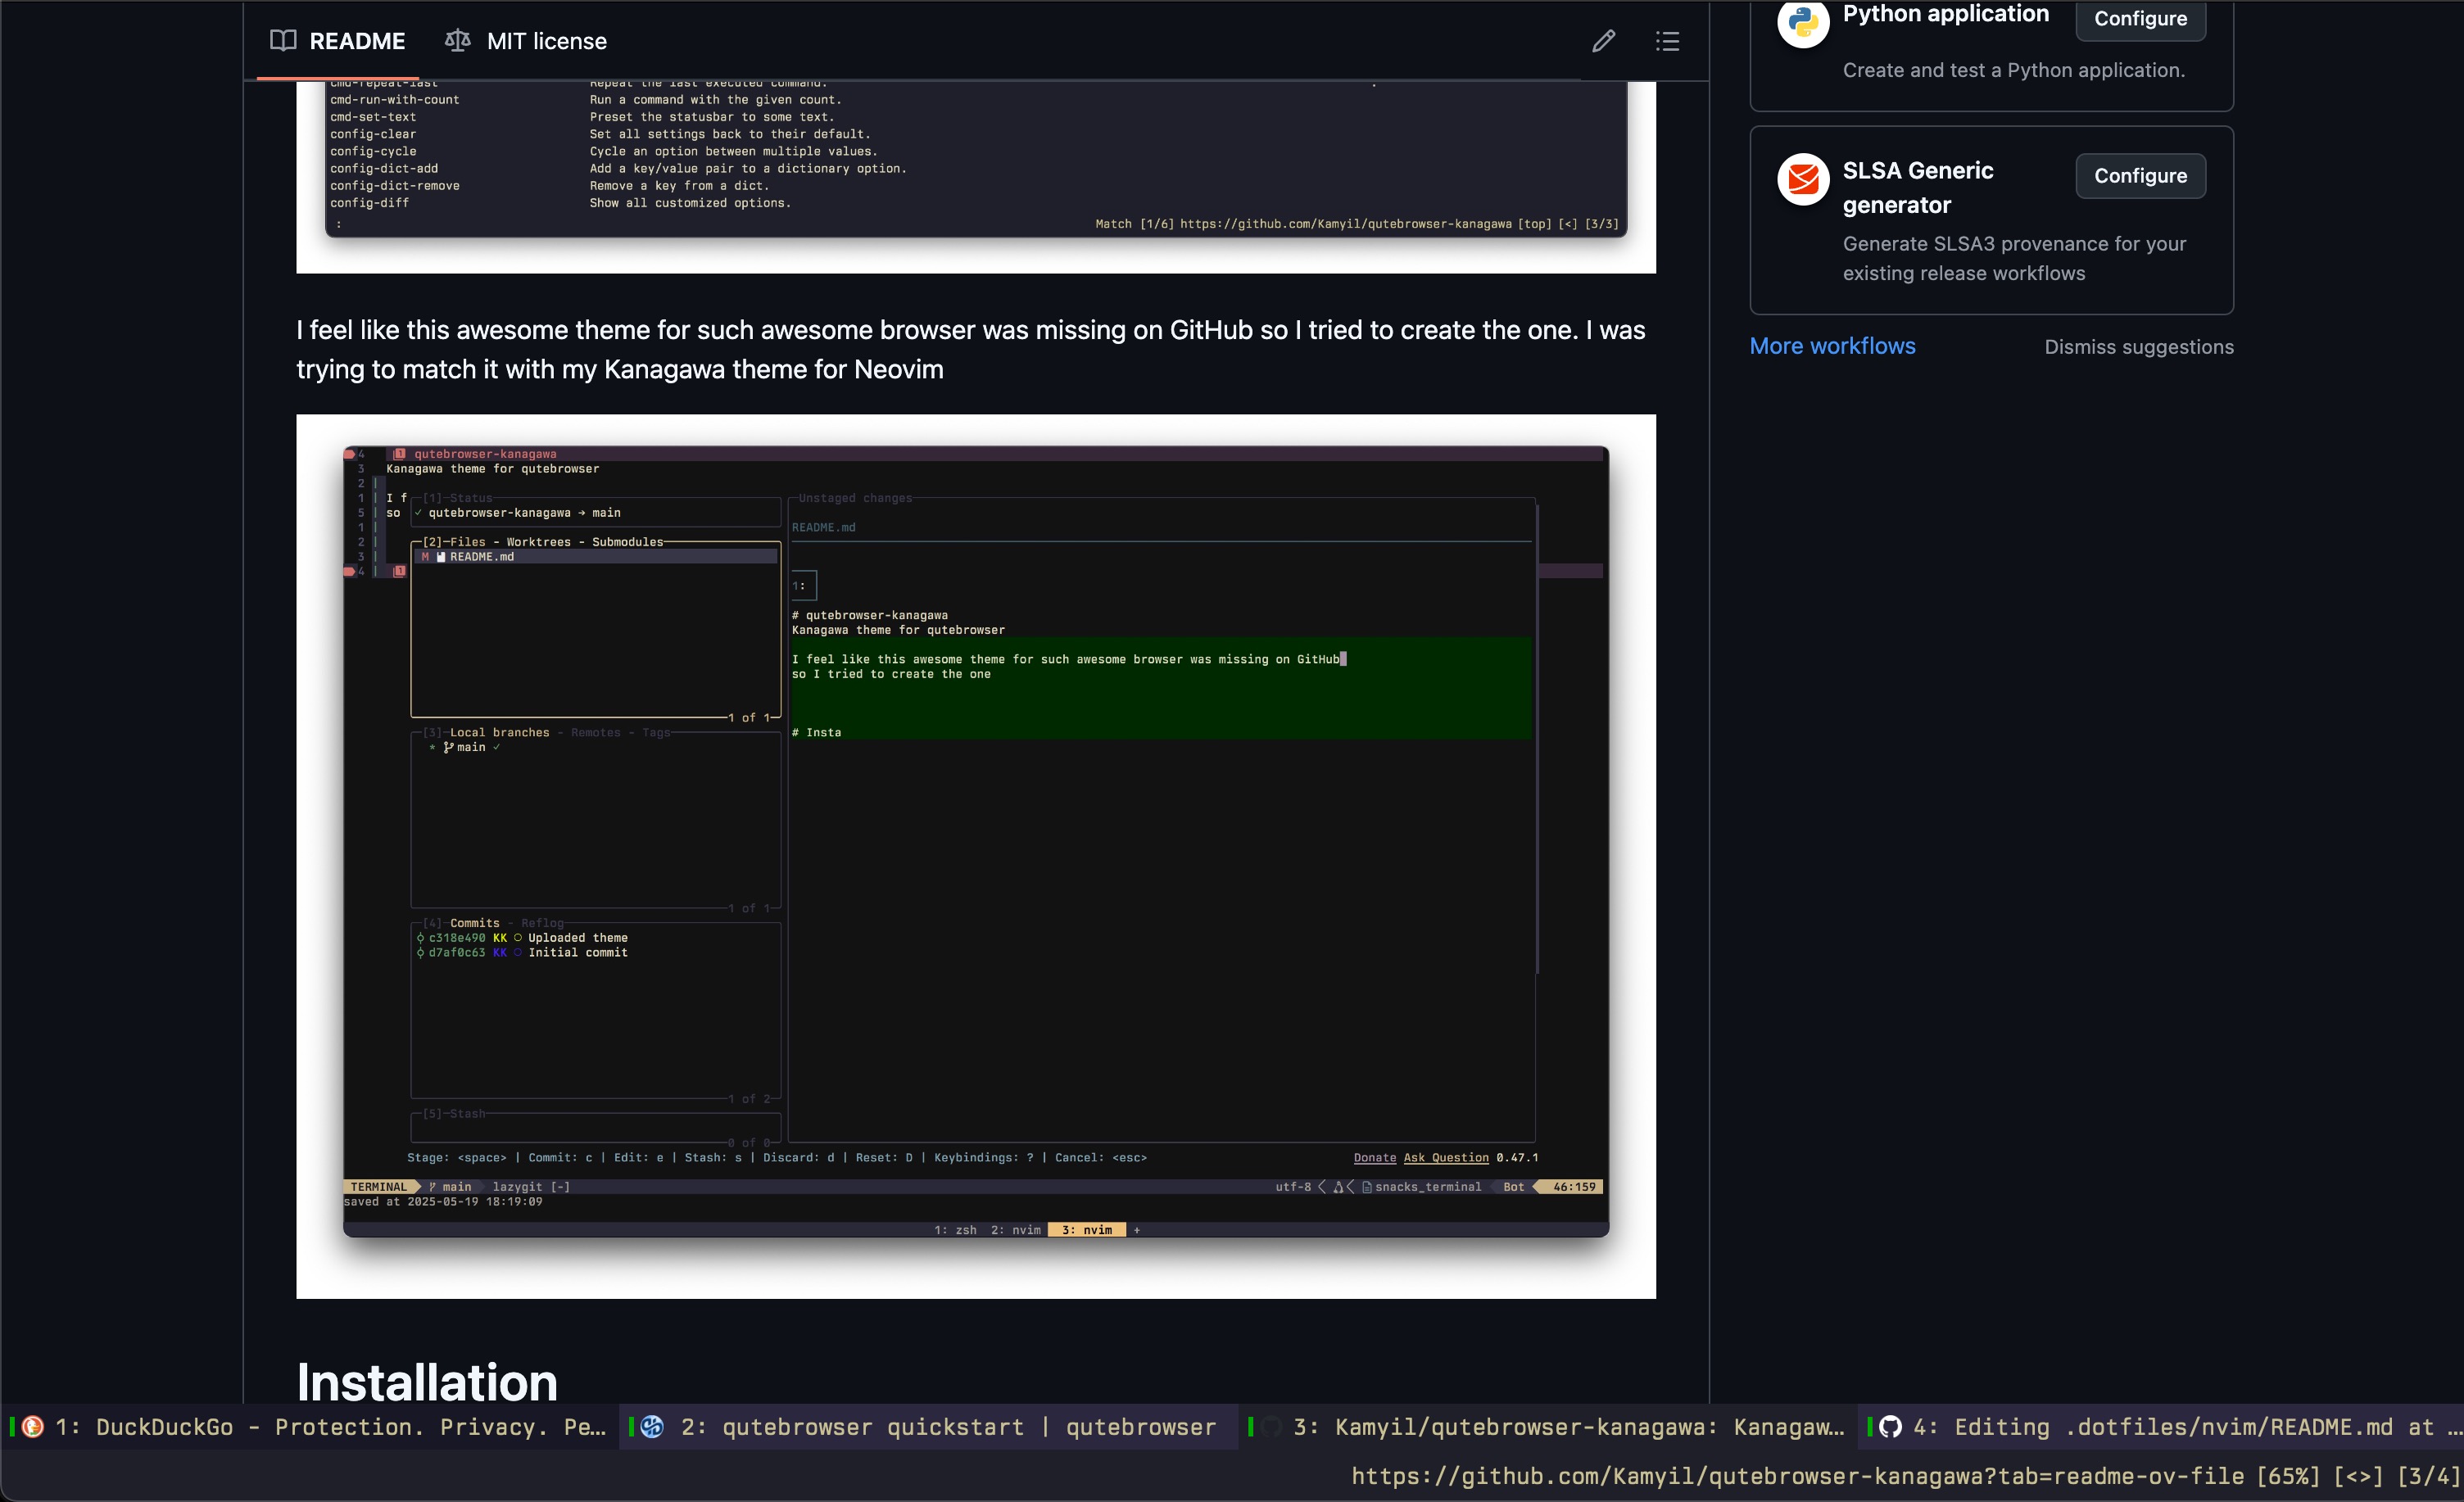 README
MIT license
cmd-repeat-last Repeat the last executed command.
cmd-run-with-count Run a command with the given count.
cmd-set-text Preset the statusbar to some text.
config-clear Set all settings back to their default.
config-cycle Cycle an option between multiple values.
config-dict-add Add a key/value pair to a dictionary option.
config-dict-remove Remove a key from a dict.
config-diff Show all customized options.
: Match [1/6] https://github.com/Kamyil/qutebrowser-kanagawa [top] [<] [3/3]
I feel like this awesome theme for such awesome browser was missing on GitHub so I tried to create the one. I was
trying to match it with my Kanagawa theme for Neovim
4 1 qutebrowser-kanagawa
3 Kanagawa theme for qutebrowser
2
1 I f
5 so
1
2
3
4 1
[1]-Status
✓ qutebrowser-kanagawa → main
[2]-Files - Worktrees - Submodules
M README.md
1 of 1
[3]-Local branches - Remotes - Tags
* main ✓
1 of 1
[4]-Commits - Reflog
c318e490 KK Uploaded theme
d7af0c63 KK Initial commit
1 of 2
[5]-Stash
0 of 0
Unstaged changes
README.md
1:
# qutebrowser-kanagawa
Kanagawa theme for qutebrowser
I feel like this awesome theme for such awesome browser was missing on GitHub
so I tried to create the one
# Insta
Stage: <space> | Commit: c | Edit: e | Stash: s | Discard: d | Reset: D | Keybindings: ? | Cancel: <esc>
Donate Ask Question 0.47.1
TERMINAL main lazygit [-] utf-8 snacks_terminal Bot 46:159
saved at 2025-05-19 18:19:09
1: zsh 2: nvim 3: nvim +
Installation
Python application
Configure
Create and test a Python application.
SLSA Generic
generator
Configure
Generate SLSA3 provenance for your
existing release workflows
More workflows
Dismiss suggestions
1: DuckDuckGo - Protection. Privacy. Pe… 2: qutebrowser quickstart | qutebrowser 3: Kamyil/qutebrowser-kanagawa: Kanagaw… 4: Editing .dotfiles/nvim/README.md at …
https://github.com/Kamyil/qutebrowser-kanagawa?tab=readme-ov-file [65%] [<>] [3/4]